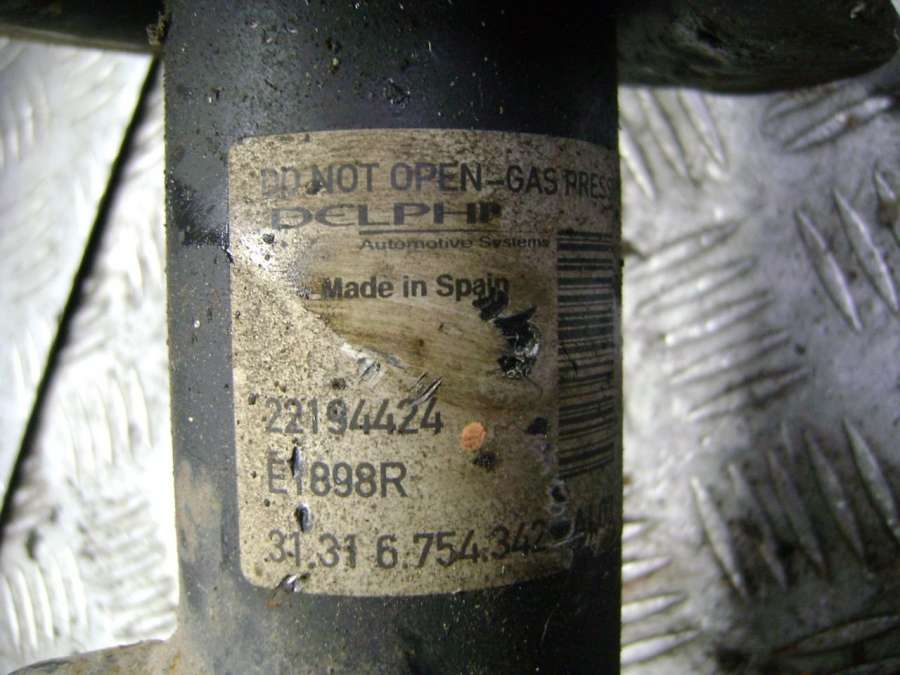 DO NOT OPEN-GAS PRESS
DELPHI
Automotive Systems
Made in Spain
22194424
E1898R
31.31 6.754.342